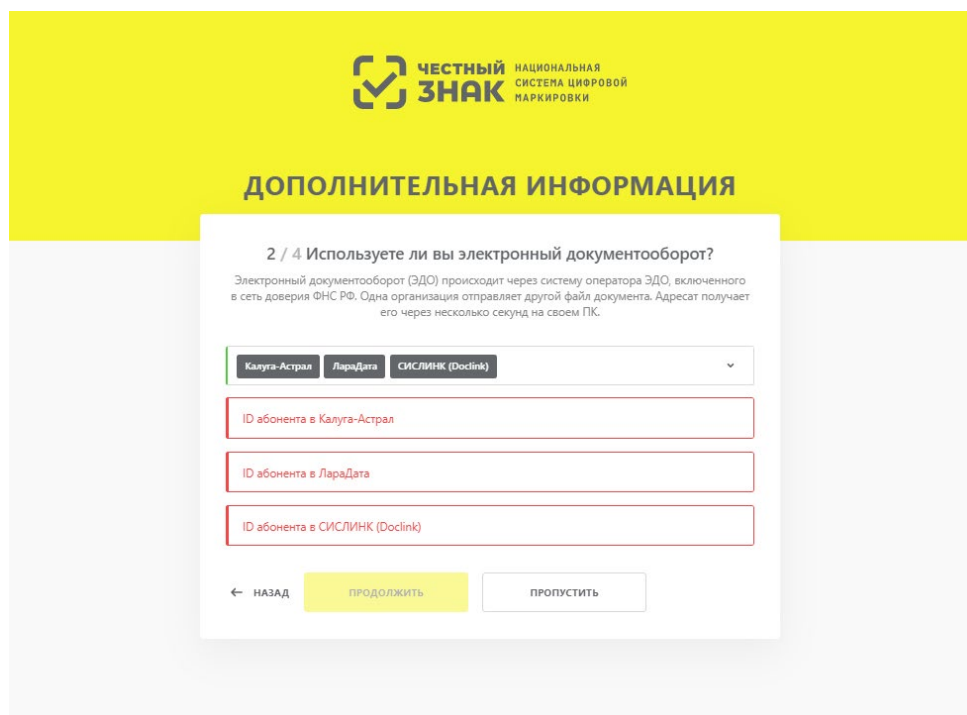 ЧЕСТНЫЙ
ЗНАК
НАЦИОНАЛЬНАЯ
СИСТЕМА ЦИФРОВОЙ
МАРКИРОВКИ
ДОПОЛНИТЕЛЬНАЯ ИНФОРМАЦИЯ
2 / 4 Используете ли вы электронный документооборот?
Электронный документооборот (ЭДО) происходит через систему оператора ЭДО, включенного
в сеть доверия ФНС РФ. Одна организация отправляет другой файл документа. Адресат получает
его через несколько секунд на своем ПК.
Калуга-Астрал ЛараДата СИСЛИНК (Doclink)
ID абонента в Калуга-Астрал
ID абонента в ЛараДата
ID абонента в СИСЛИНК (Doclink)
← НАЗАД ПРОДОЛЖИТЬ ПРОПУСТИТЬ